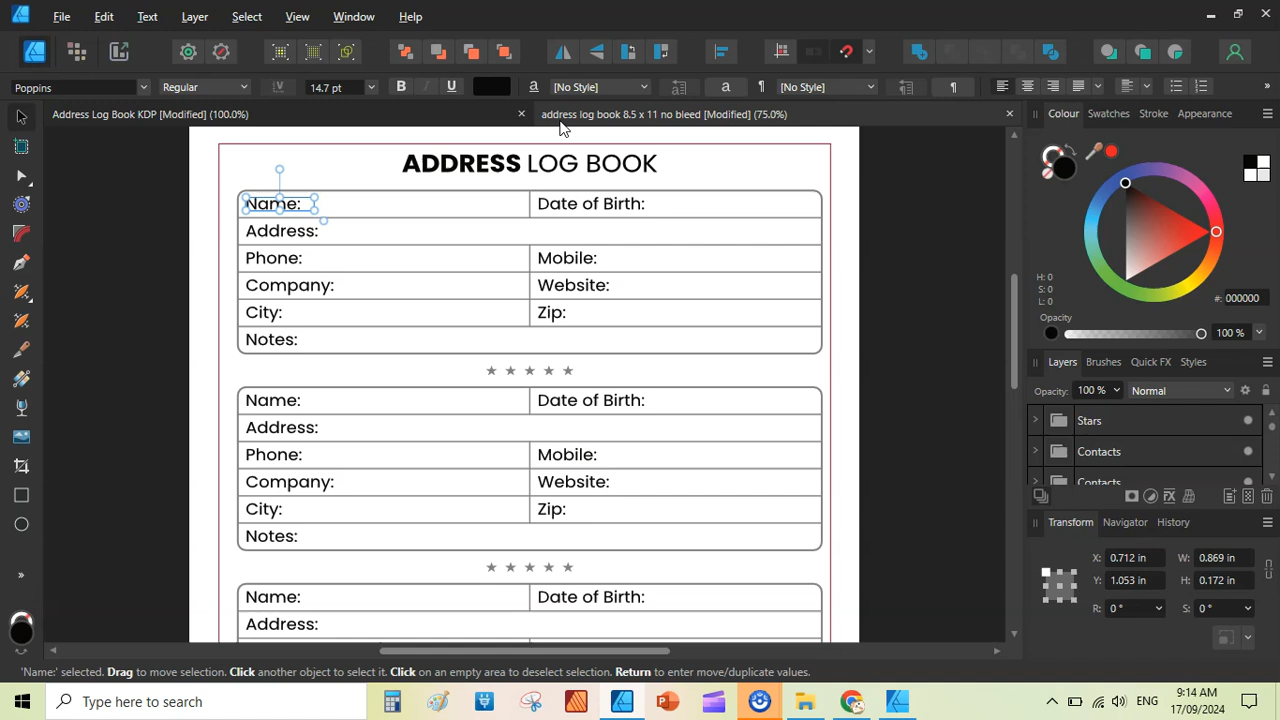 File Edit Text Layer Select View Window Help
Poppins Regular 14.7 pt B I U a [No Style] a ¶ [No Style] ¶ »
Address Log Book KDP [Modified] (100.0%) × address log book 8.5 x 11 no bleed [Modified] (75.0%) ×
ADDRESS LOG BOOK
Name: Date of Birth:
Address:
Phone: Mobile:
Company: Website:
City: Zip:
Notes:
Name: Date of Birth:
Address:
Phone: Mobile:
Company: Website:
City: Zip:
Notes:
Name: Date of Birth:
Address:
Colour Swatches Stroke Appearance
H: 0
S: 0
L: 0
#: 000000
Opacity
100 %
Layers Brushes Quick FX Styles
Opacity: 100 % Normal
Stars
Contacts
Contacts
Transform Navigator History
X: 0.712 in W: 0.869 in
Y: 1.053 in H: 0.172 in
R: 0 ° S: 0 °
'Name' selected. Drag to move selection. Click another object to select it. Click on an empty area to deselect selection. Return to enter move/duplicate values.
Type here to search
ENG
9:14 AM
17/09/2024